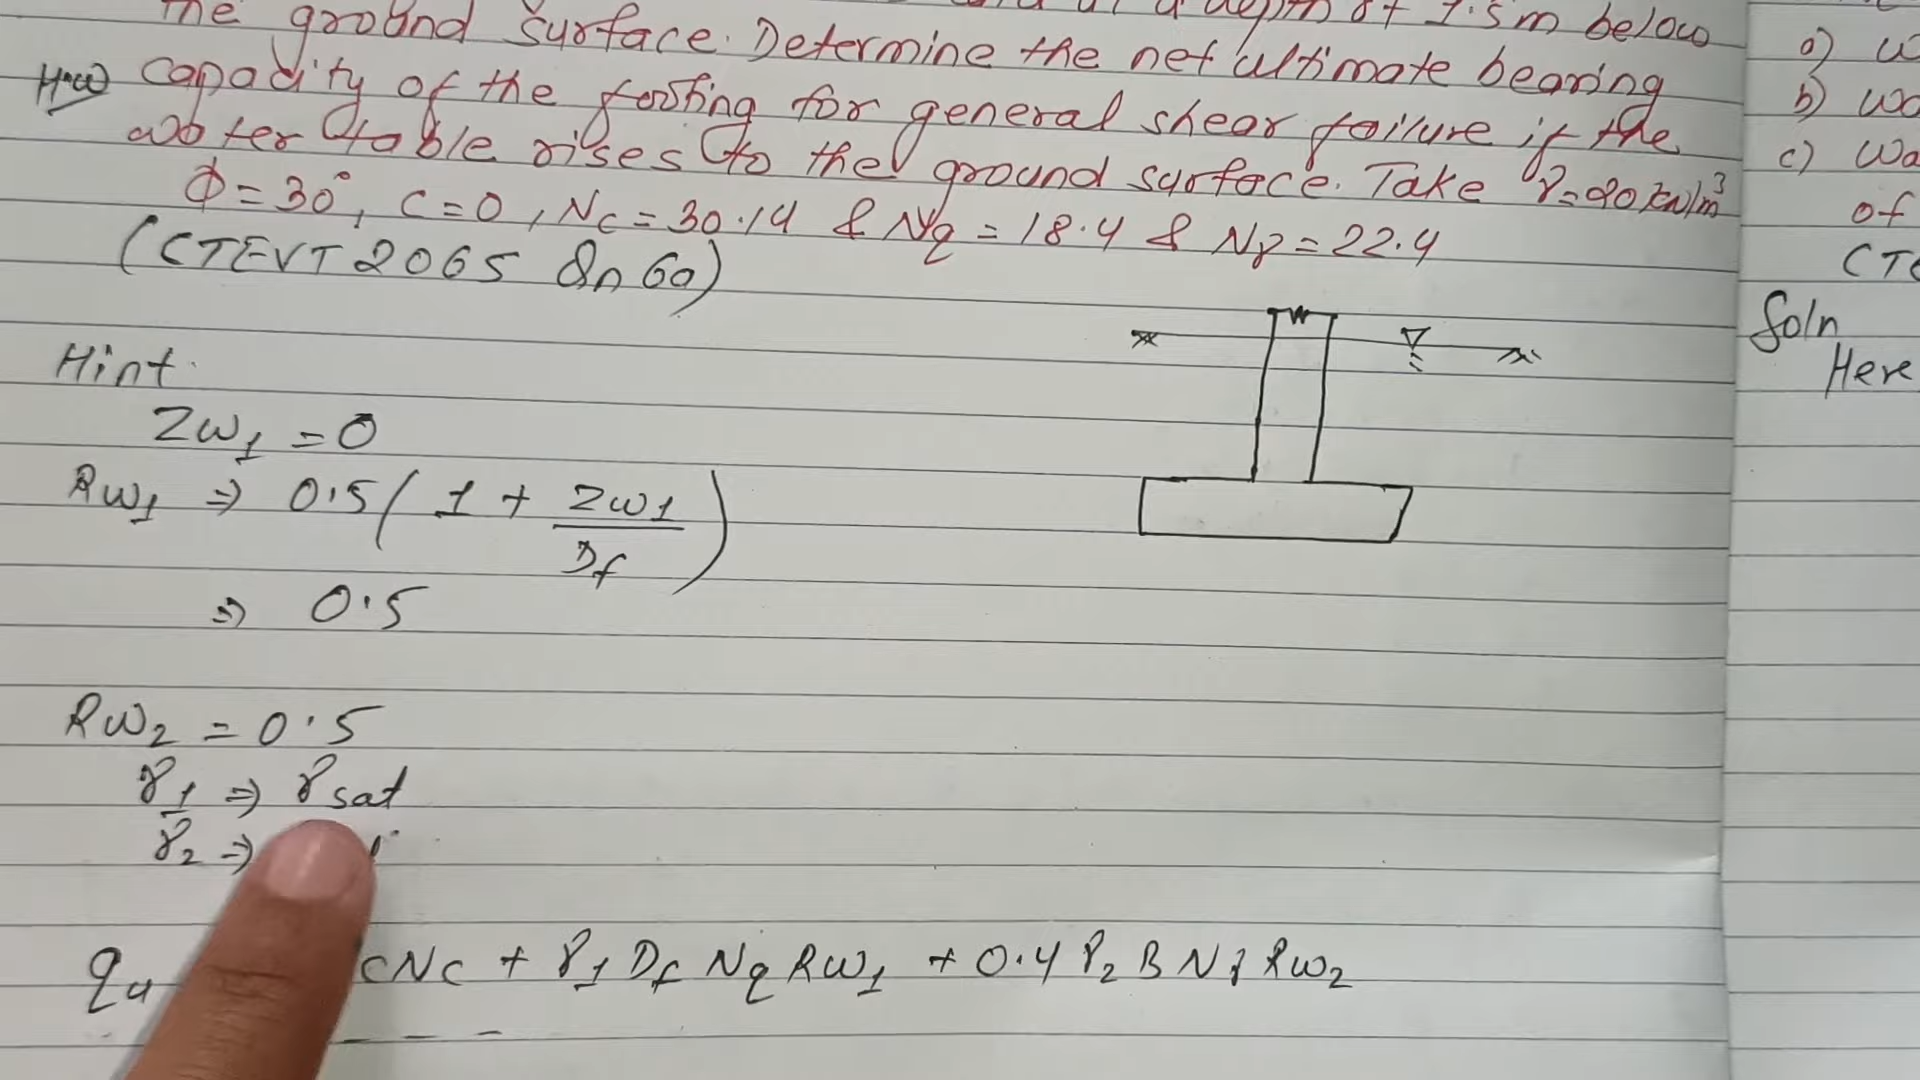 the ground surface. Determine the net ultimate bearing
H.W capacity of the footing for general shear failure if the
water table rises to the ground surface. Take γ=20 kN/m³
Φ=30°, C=0, Nc=30.14 & Nq=18.4 & Nγ=22.4
(CTEVT 2065 Qn 6a)
Hint.
Zw1 = 0
Rw1 ⇒ 0.5(1 + Zw1/Df)
⇒ 0.5
Rw2 = 0.5
γ1 ⇒ γsat
γ2 ⇒
qu cNc + γ1 Df Nq Rw1 + 0.4 γ2 B Nγ Rw2
a)
b)
c)
of
Soln
Here